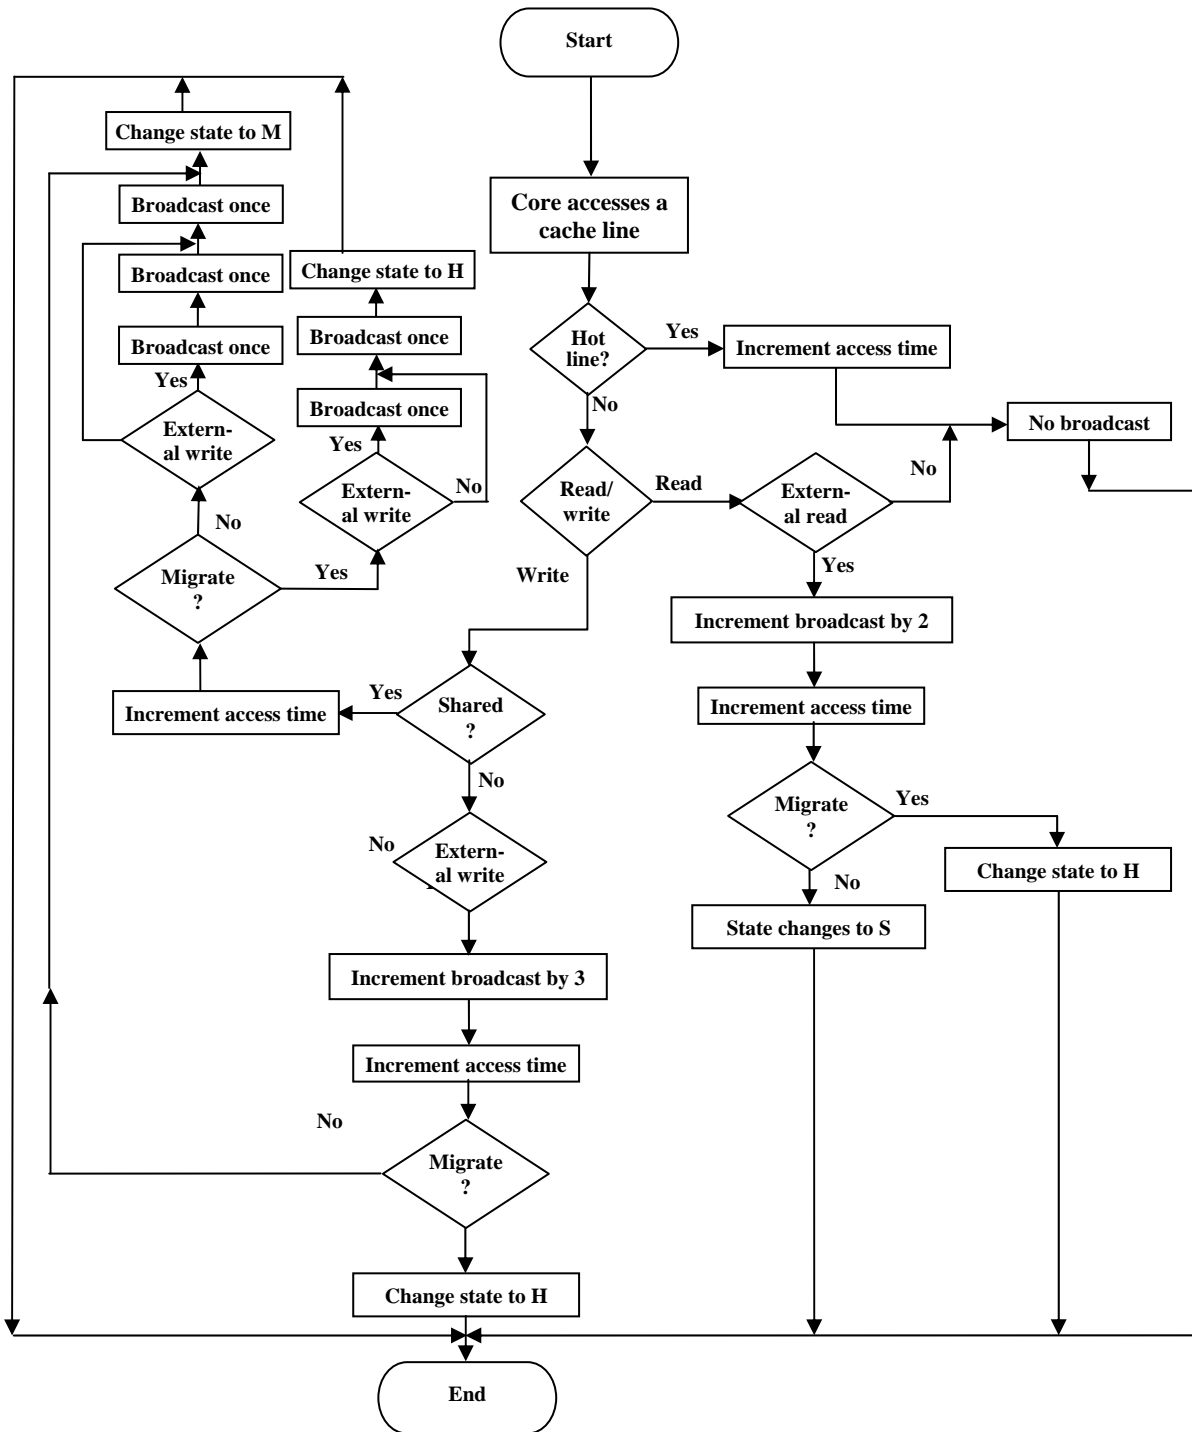 Start
Change state to M
Core accesses a
cache line
Broadcast once
Broadcast once
Change state to H
Broadcast once
Broadcast once
Hot
line?
Yes
Increment access time
No
Yes
Broadcast once
Yes
Extern-
al write
No broadcast
Extern-
al write
No
Read/
write
Read
Extern-
al read
No
No
Migrate
?
Yes
Write
Yes
Increment broadcast by 2
Increment access time
Yes
Shared
?
Increment access time
No
Migrate
?
Yes
No
Extern-
al write
No
Change state to H
State changes to S
Increment broadcast by 3
Increment access time
No
Migrate
?
Change state to H
End